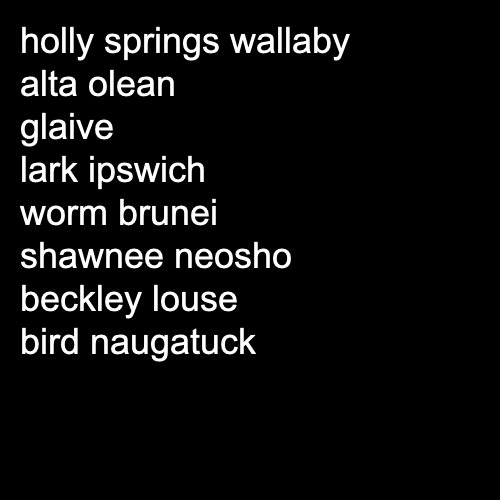 holly springs wallaby
alta olean
glaive
lark ipswich
worm brunei
shawnee neosho
beckley louse
bird naugatuck